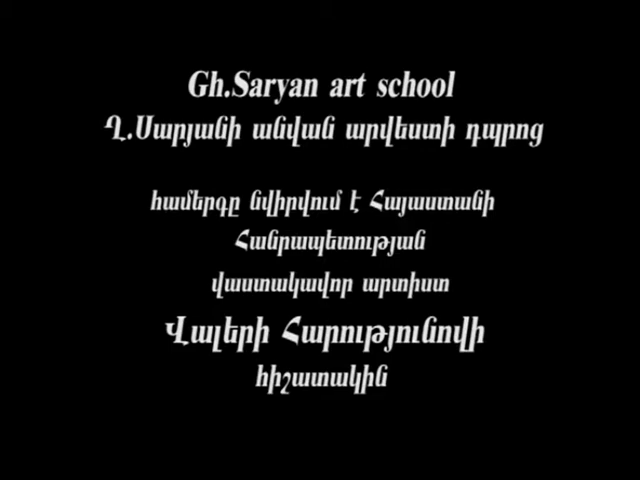 Gh.Saryan art school
Ղ.Սարյանի անվան արվեստի դպրոց
համերգը նվիրվում է Հայաստանի
Հանրապետության
վաստակավոր արտիստ
Վալերի Հարությունովի
հիշատակին